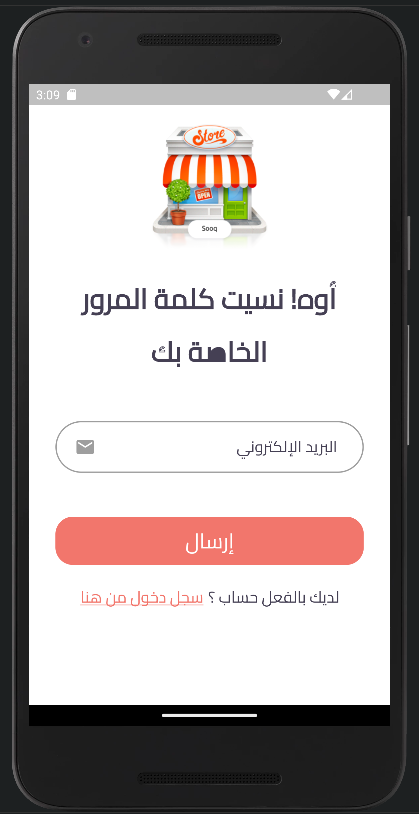 3:09
Store
OPEN
Sooq
أوه! نسيت كلمة المرور
الخاصة بك
البريد الإلكتروني
إرسال
لديك بالفعل حساب ؟ سجل دخول من هنا